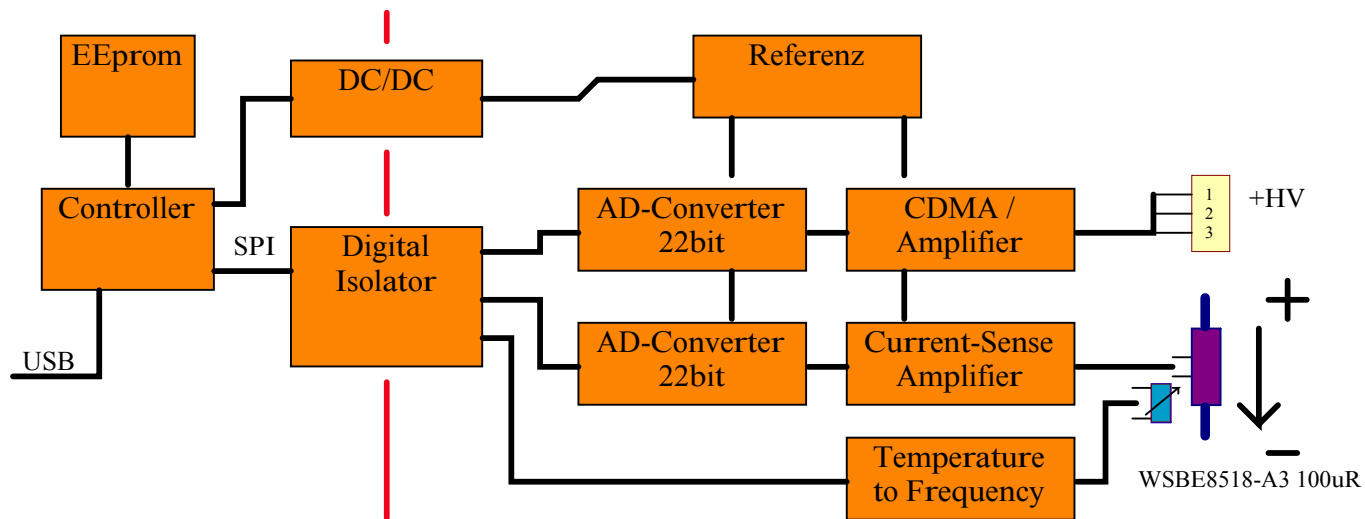 EEprom
DC/DC
Referenz
Controller
SPI
Digital
Isolator
AD-Converter
22bit
CDMA /
Amplifier
1
2
3
+HV
USB
AD-Converter
22bit
Current-Sense
Amplifier
+
Temperature
to Frequency
−
WSBE8518-A3 100uR